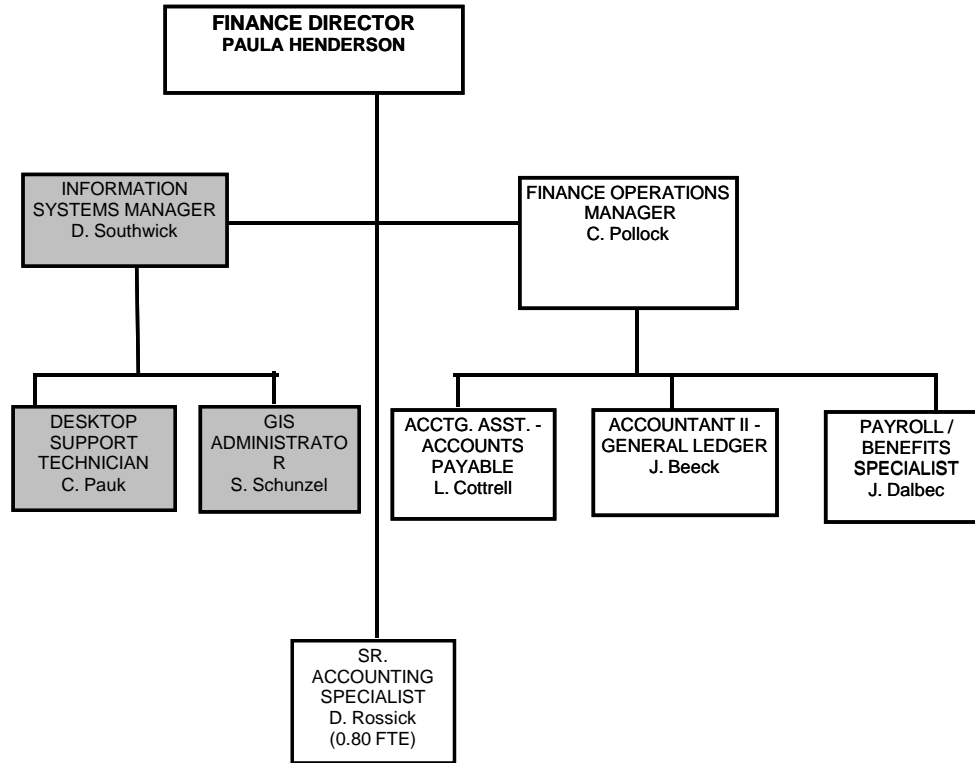 FINANCE DIRECTOR
PAULA HENDERSON
INFORMATION
SYSTEMS MANAGER
D. Southwick
FINANCE OPERATIONS
MANAGER
C. Pollock
DESKTOP
SUPPORT
TECHNICIAN
C. Pauk
GIS
ADMINISTRATO
R
S. Schunzel
ACCTG. ASST. -
ACCOUNTS
PAYABLE
L. Cottrell
ACCOUNTANT II -
GENERAL LEDGER
J. Beeck
PAYROLL /
BENEFITS
SPECIALIST
J. Dalbec
SR.
ACCOUNTING
SPECIALIST
D. Rossick
(0.80 FTE)